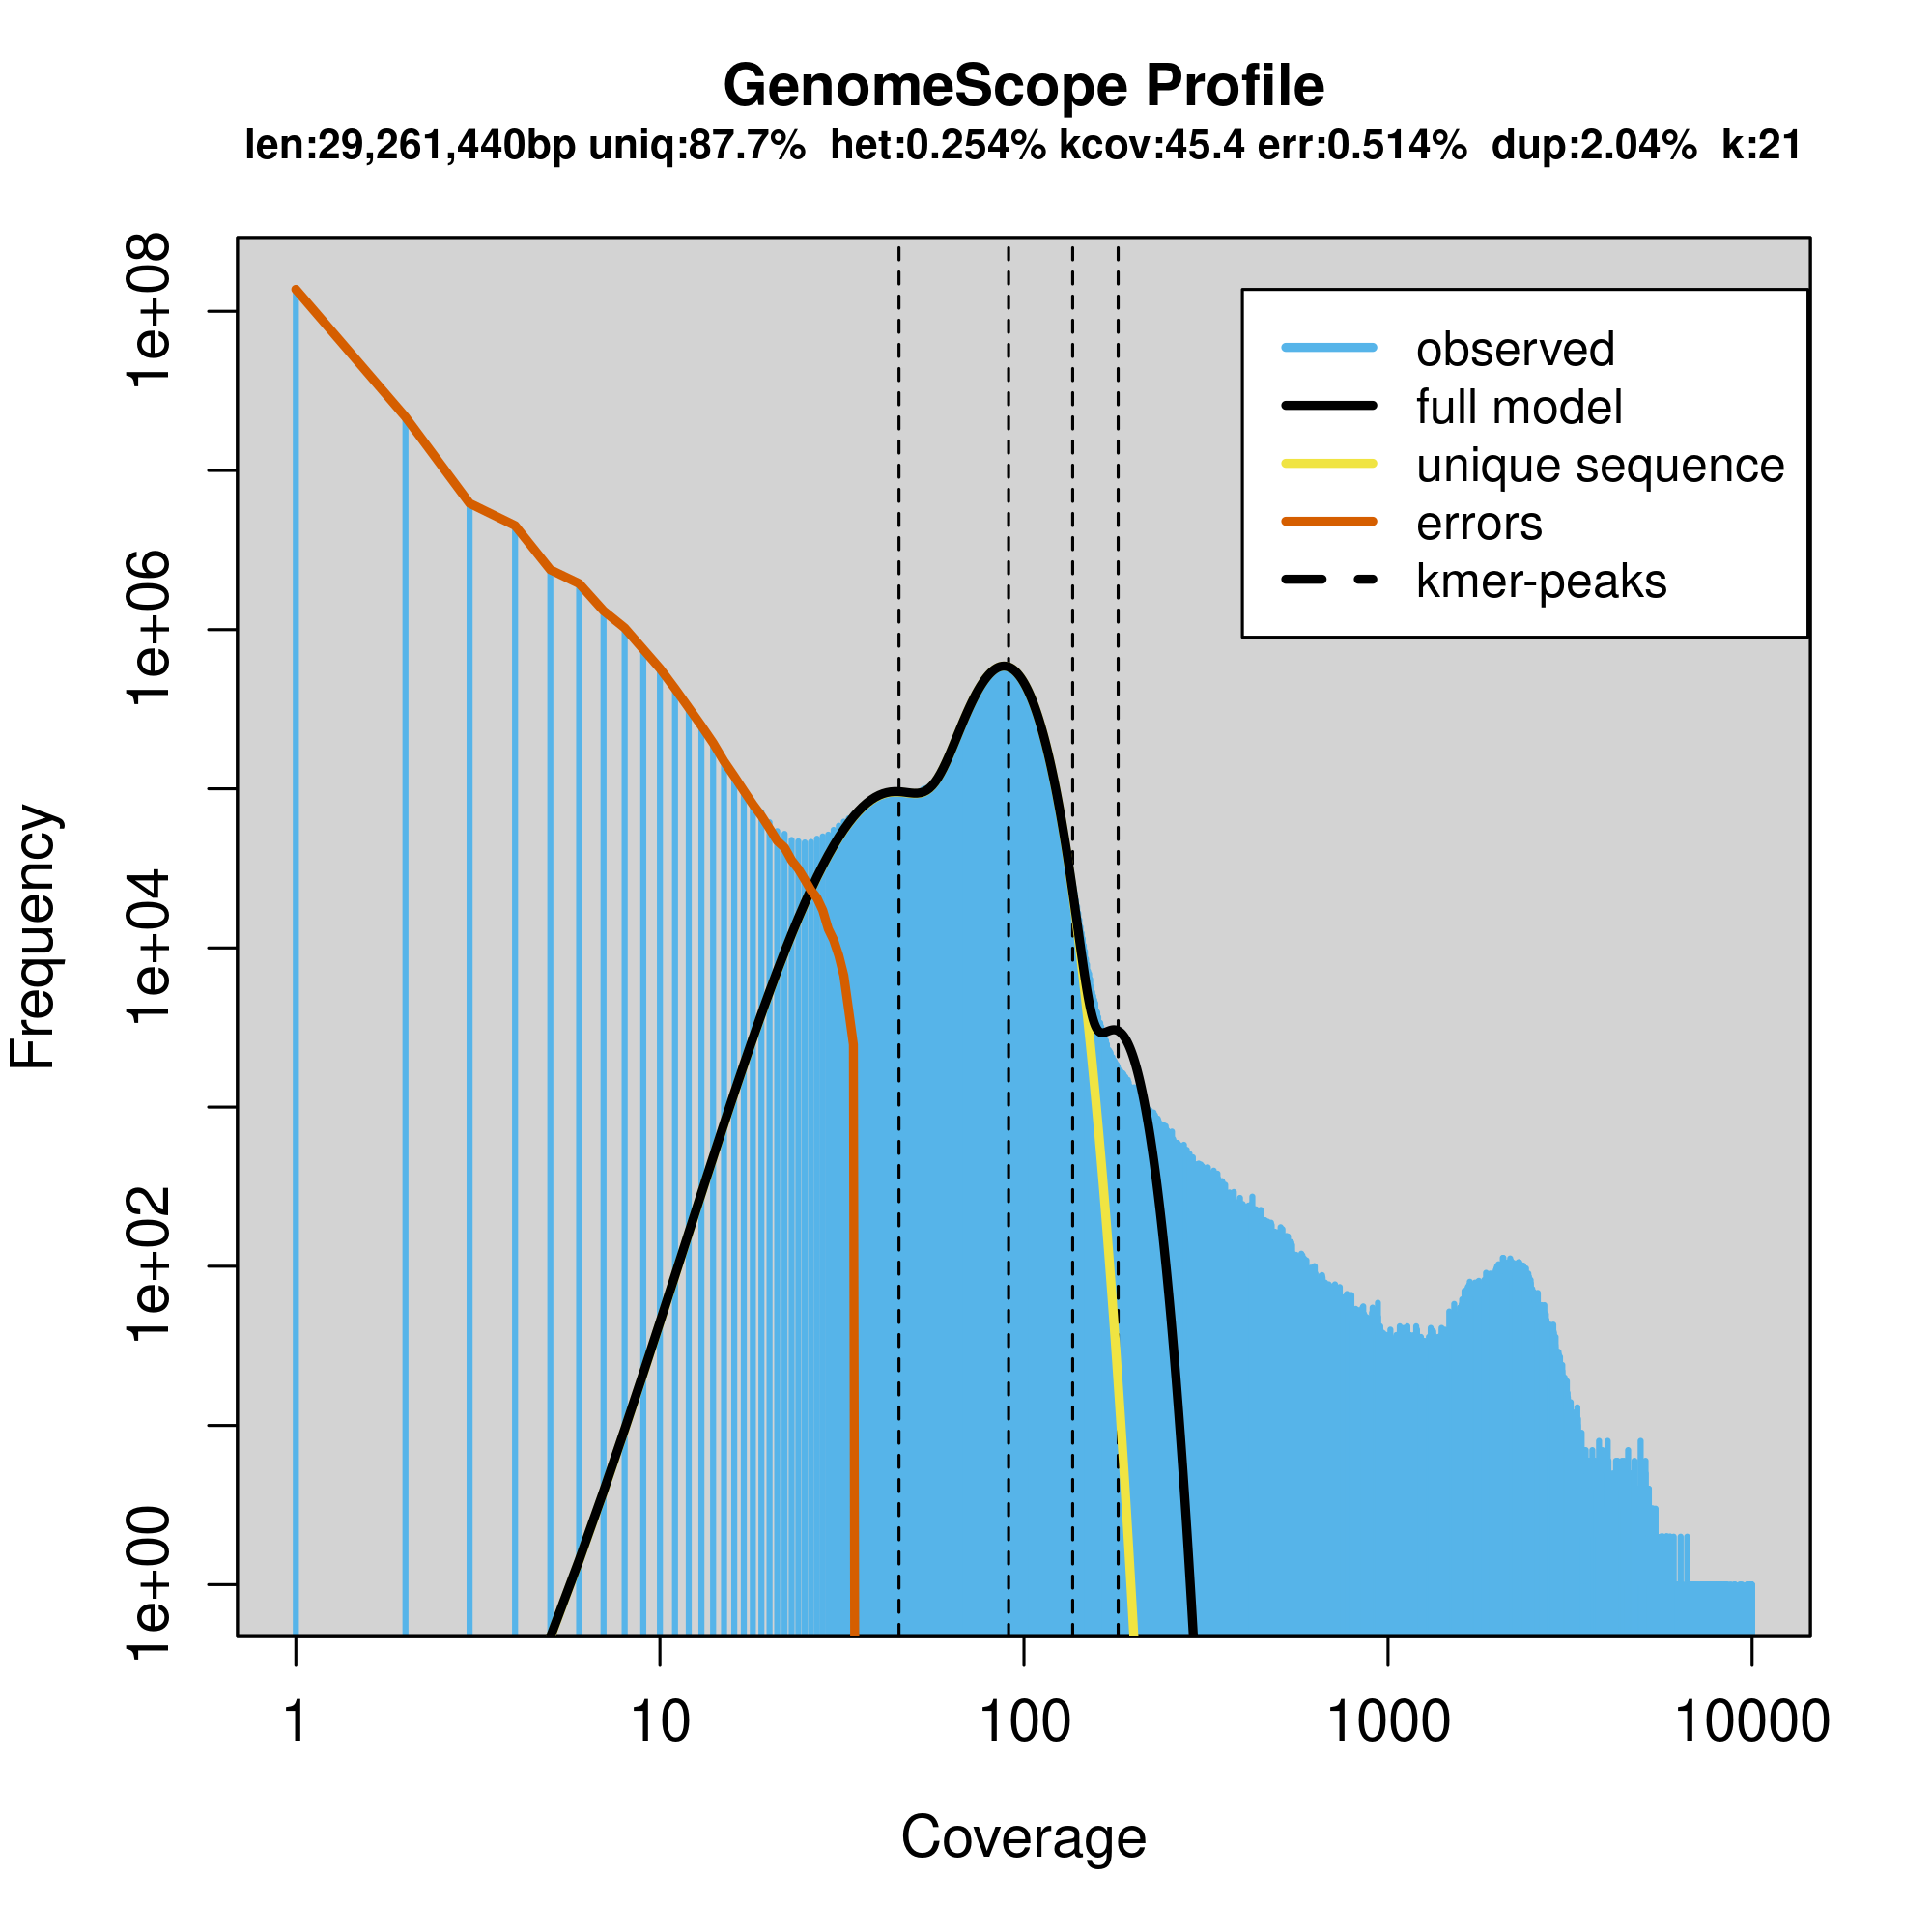 GenomeScope Profile
len:29,261,440bp uniq:87.7% het:0.254% kcov:45.4 err:0.514% dup:2.04% k:21
observed
full model
unique sequence
errors
kmer-peaks
Frequency
1e+08
1e+06
1e+04
1e+02
1e+00
1 10 100 1000 10000
Coverage